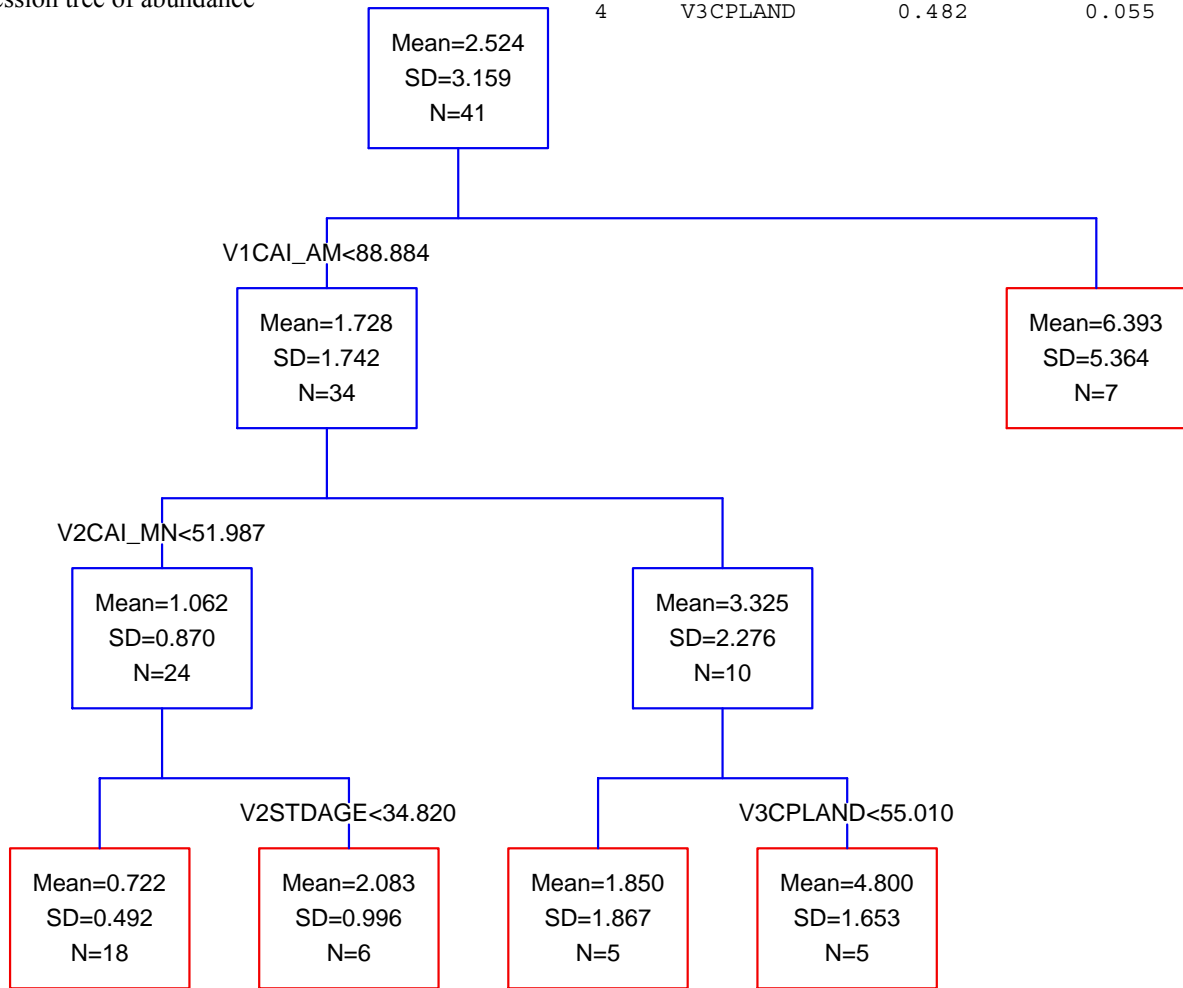 of abundance
4 V3CPLAND 0.482 0.055
Mean=2.524
SD=3.159
N=41
V1CAI_AM<88.884
Mean=1.728
SD=1.742
N=34
Mean=6.393
SD=5.364
N=7
V2CAI_MN<51.987
Mean=1.062
SD=0.870
N=24
Mean=3.325
SD=2.276
N=10
V2STDAGE<34.820
V3CPLAND<55.010
Mean=0.722
SD=0.492
N=18
Mean=2.083
SD=0.996
N=6
Mean=1.850
SD=1.867
N=5
Mean=4.800
SD=1.653
N=5